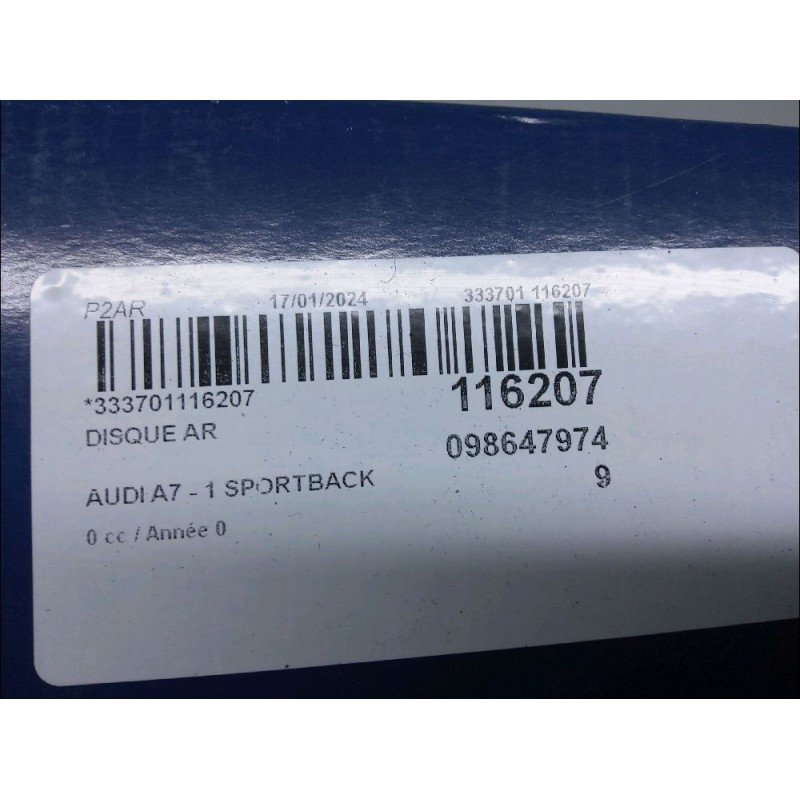 P2AR 17/01/2024 333701 116207
*333701116207 116207
DISQUE AR 098647974
9
AUDI A7 - 1 SPORTBACK
0 cc / Année 0